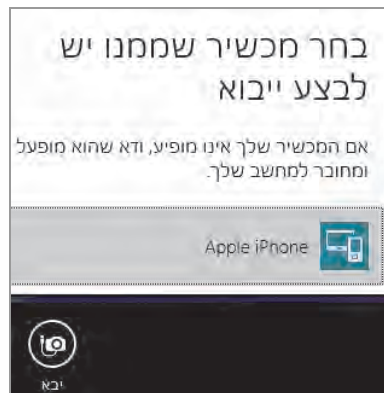 בחר מכשיר שממנו יש
לבצע ייבוא
אם המכשיר שלך אינו מופיע, ודא שהוא מופעל
ומחובר למחשב שלך.
Apple iPhone
יבא